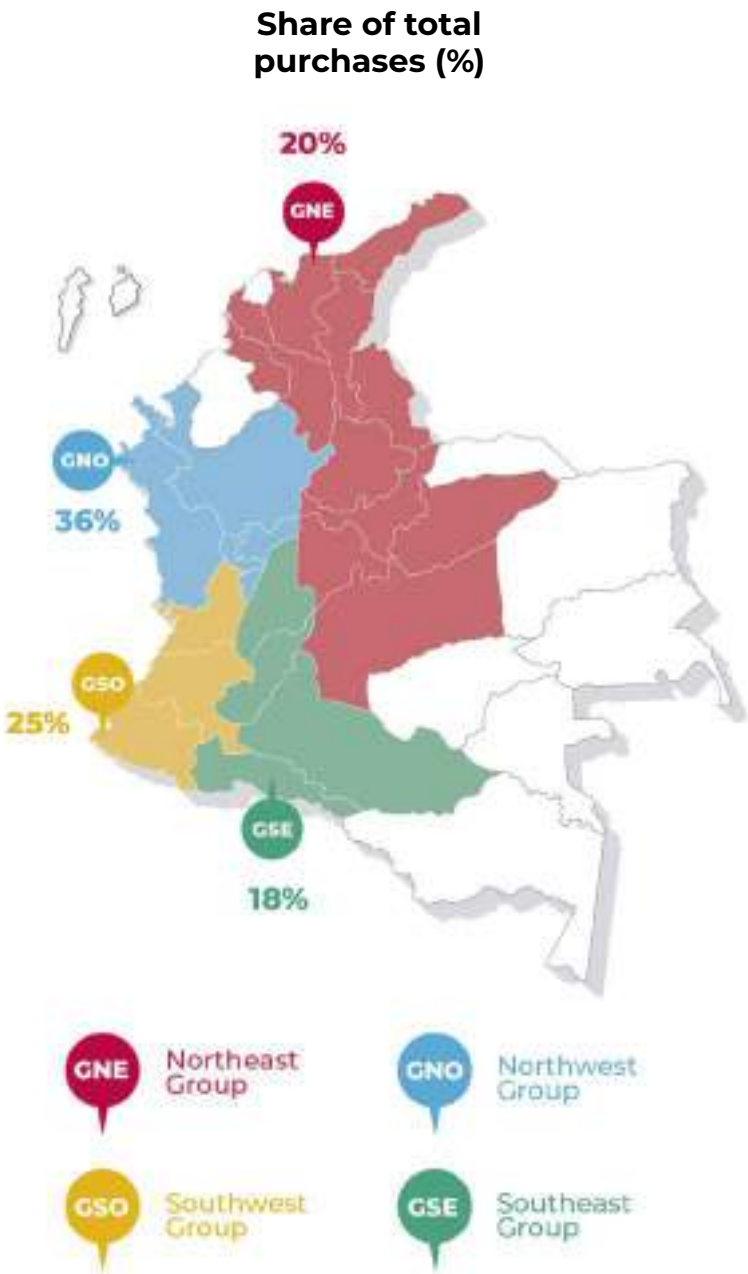 Share of total
purchases (%)
20%
GNE
GNO
36%
GSO
25%
GSE
18%
GNE
Northeast
Group
GNO
Northwest
Group
GSO
Southwest
Group
GSE
Southeast
Group